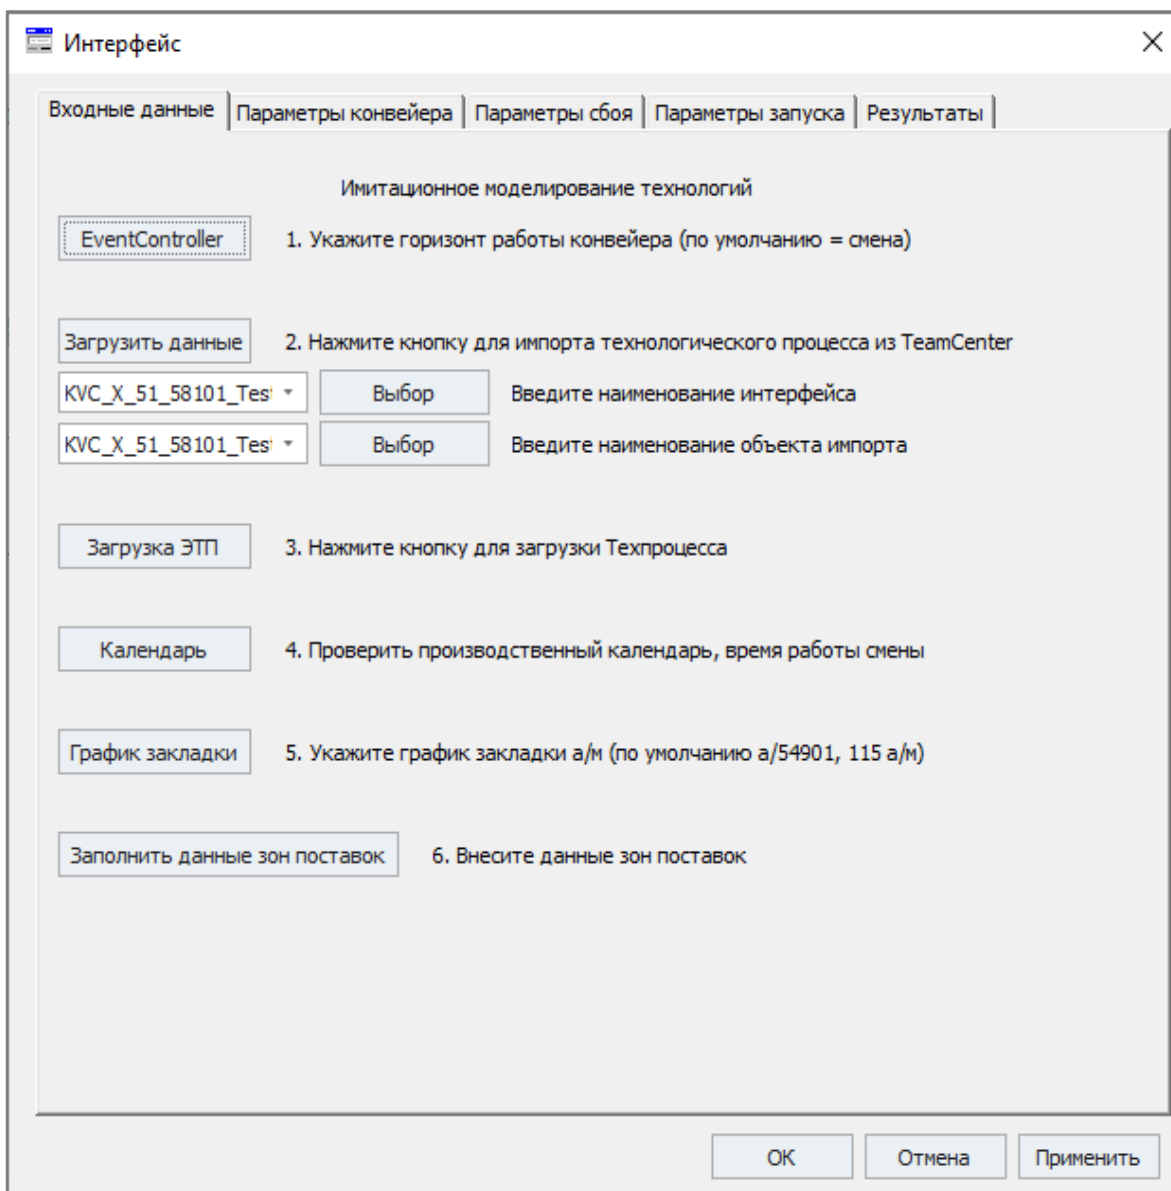 Интерфейс
Входные данные Параметры конвейера Параметры сбоя Параметры запуска Результаты
Имитационное моделирование технологий
EventController 1. Укажите горизонт работы конвейера (по умолчанию = смена)
Загрузить данные 2. Нажмите кнопку для импорта технологического процесса из TeamCenter
KVC_X_51_58101_Tes Выбор Введите наименование интерфейса
KVC_X_51_58101_Tes Выбор Введите наименование объекта импорта
Загрузка ЭТП 3. Нажмите кнопку для загрузки Техпроцесса
Календарь 4. Проверить производственный календарь, время работы смены
График закладки 5. Укажите график закладки а/м (по умолчанию а/54901, 115 а/м)
Заполнить данные зон поставок 6. Внесите данные зон поставок
ОК Отмена Применить